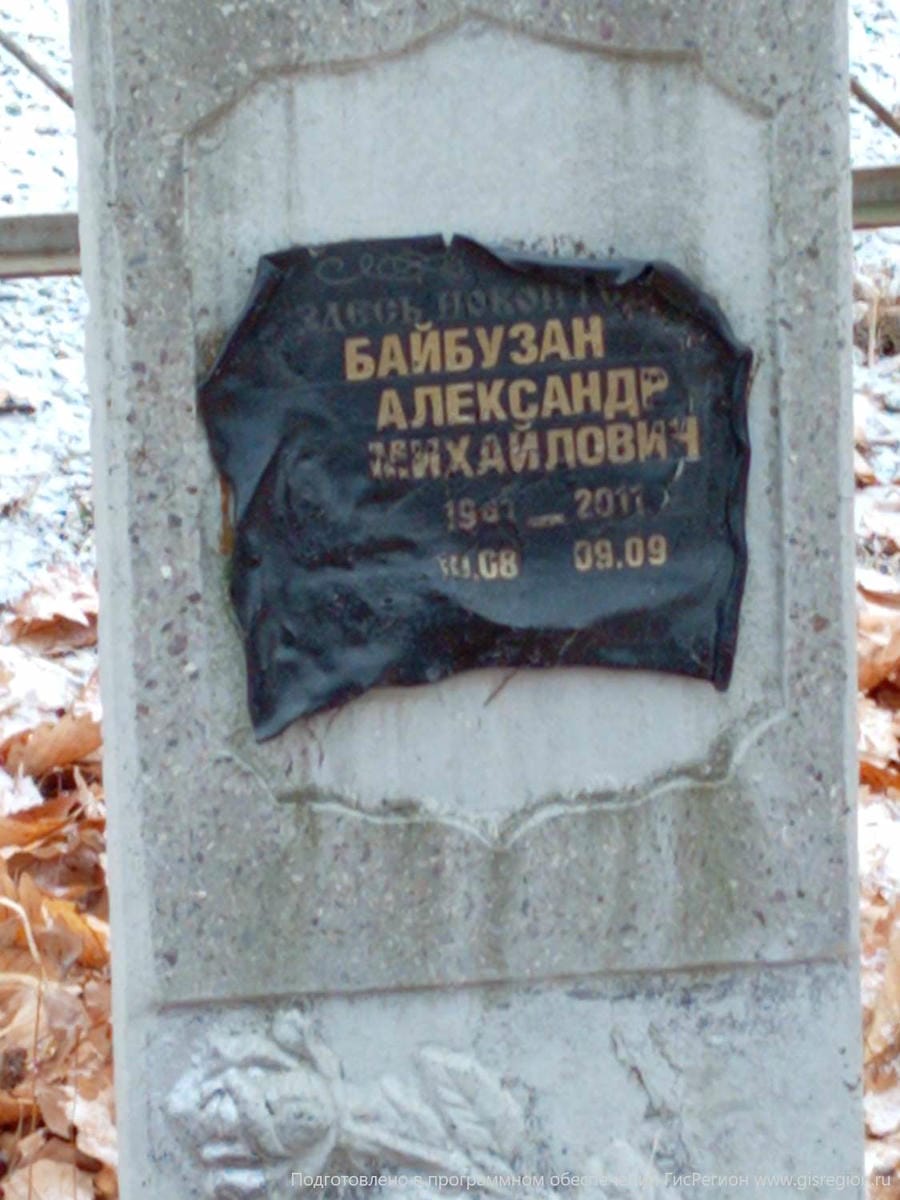 ЗДЕСЬ ПОКОИТСЯ
БАЙБУЗАН
АЛЕКСАНДР
МИХАЙЛОВИЧ
— 2011
09.09
Подготовлено в программном обеспечении ГисРегион www.gisregion.ru